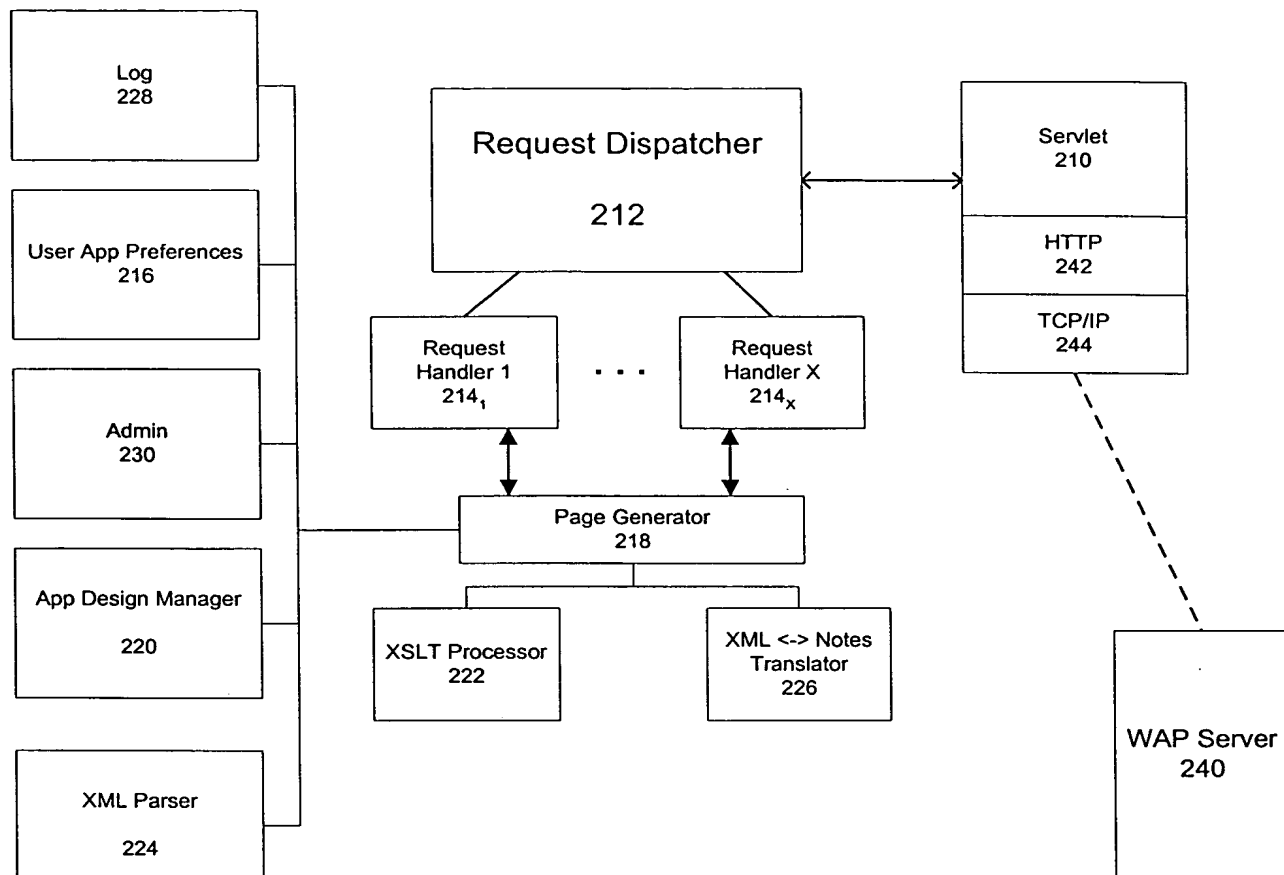 Log
228
User App Preferences
216
Admin
230
App Design Manager
220
XML Parser
224
Request Dispatcher
212
Request
Handler 1
214₁
. . .
Request
Handler X
214ₓ
Page Generator
218
XSLT Processor
222
XML <-> Notes
Translator
226
Servlet
210
HTTP
242
TCP/IP
244
WAP Server
240